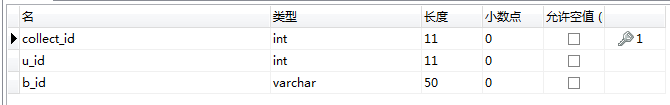 名 类型 长度 小数点 允许空值 (
collect_id int 11 0 1
u_id int 11 0
b_id varchar 50 0